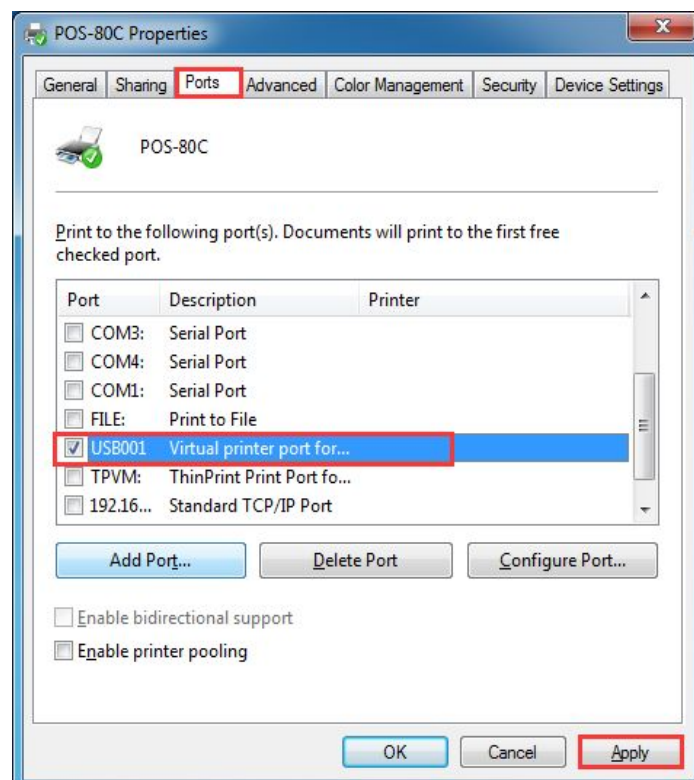 POS-80C Properties
General Sharing Ports Advanced Color Management Security Device Settings
POS-80C
Print to the following port(s). Documents will print to the first free
checked port.
Port Description Printer
COM3: Serial Port
COM4: Serial Port
COM1: Serial Port
FILE: Print to File
USB001 Virtual printer port for...
TPVM: ThinPrint Print Port fo...
192.16... Standard TCP/IP Port
Add Port... Delete Port Configure Port...
Enable bidirectional support
Enable printer pooling
OK Cancel Apply